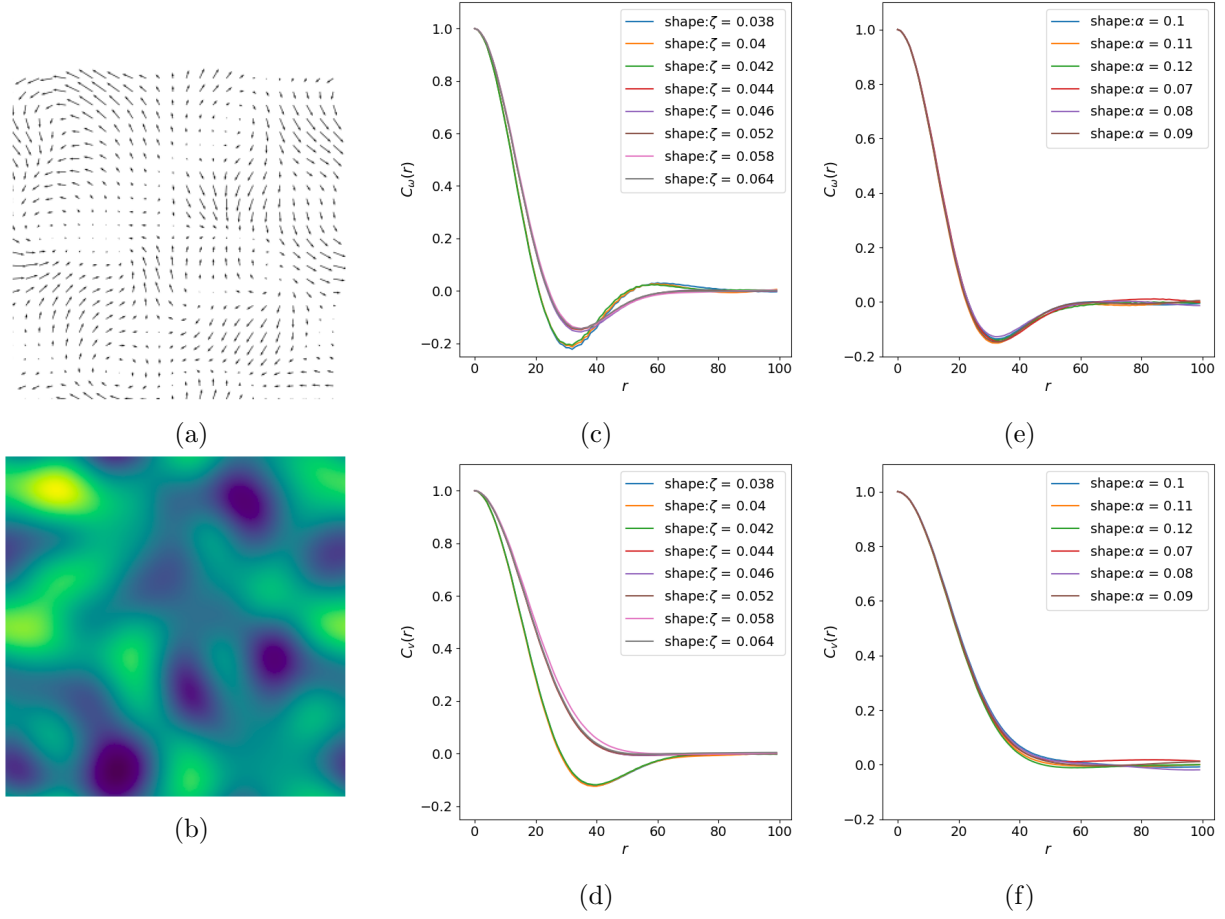 (a)
(b)
1.0
0.8
0.6
0.4
0.2
0.0
−0.2
C_ω(r)
shape:ζ = 0.038
shape:ζ = 0.04
shape:ζ = 0.042
shape:ζ = 0.044
shape:ζ = 0.046
shape:ζ = 0.052
shape:ζ = 0.058
shape:ζ = 0.064
0 20 40 60 80 100
r
(c)
1.0
0.8
0.6
0.4
0.2
0.0
−0.2
C_v(r)
shape:ζ = 0.038
shape:ζ = 0.04
shape:ζ = 0.042
shape:ζ = 0.044
shape:ζ = 0.046
shape:ζ = 0.052
shape:ζ = 0.058
shape:ζ = 0.064
0 20 40 60 80 100
r
(d)
1.0
0.8
0.6
0.4
0.2
0.0
−0.2
C_ω(r)
shape:α = 0.1
shape:α = 0.11
shape:α = 0.12
shape:α = 0.07
shape:α = 0.08
shape:α = 0.09
0 20 40 60 80 100
r
(e)
1.0
0.8
0.6
0.4
0.2
0.0
−0.2
C_v(r)
shape:α = 0.1
shape:α = 0.11
shape:α = 0.12
shape:α = 0.07
shape:α = 0.08
shape:α = 0.09
0 20 40 60 80 100
r
(f)